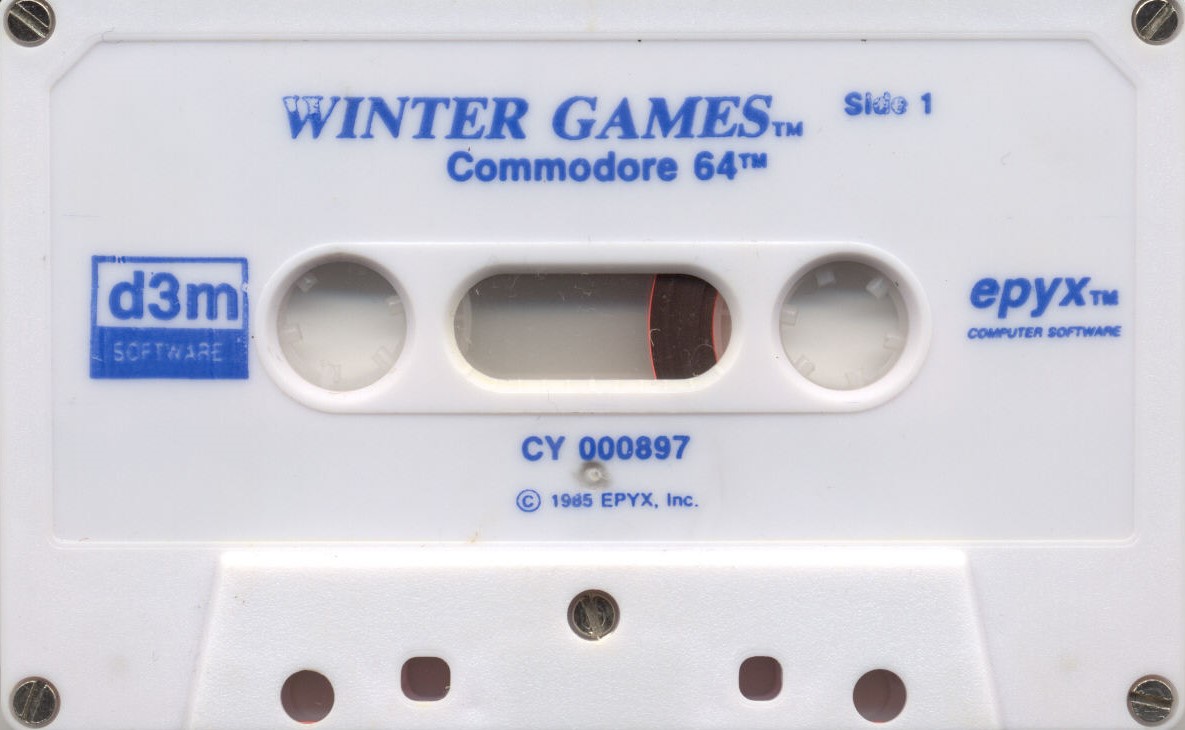 WINTER GAMES™
Side 1
Commodore 64™
d3m
SOFTWARE
epyx™
COMPUTER SOFTWARE
CY 000897
© 1985 EPYX, Inc.